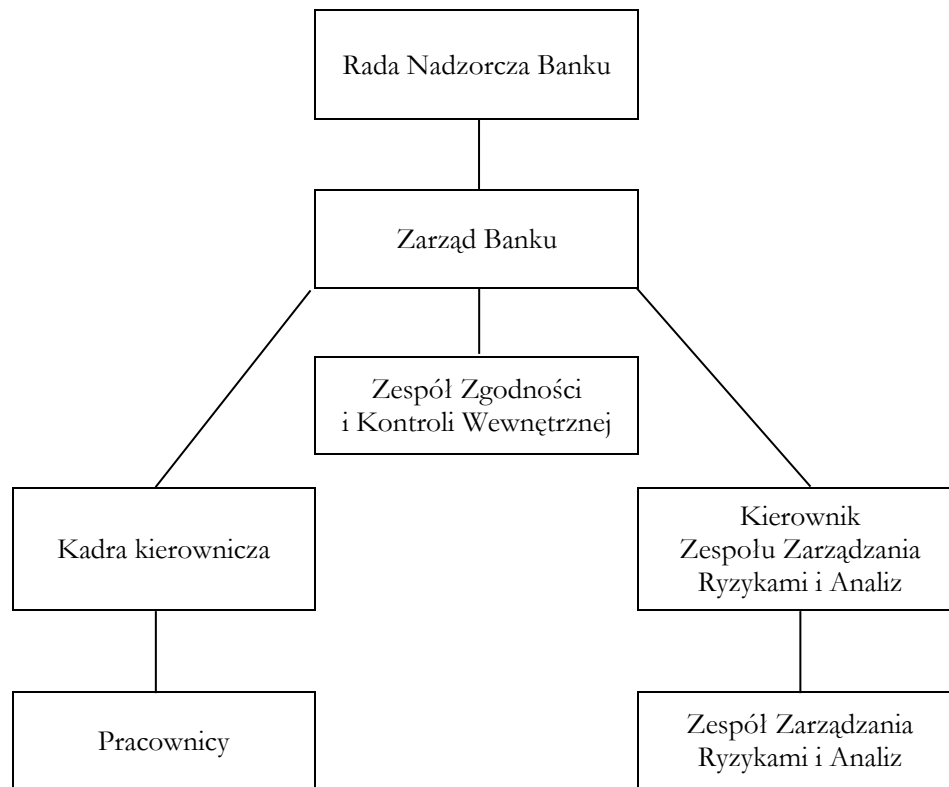 Rada Nadzorcza Banku
Zarząd Banku
Zespół Zgodności
i Kontroli Wewnętrznej
Kadra kierownicza
Kierownik
Zespołu Zarządzania
Ryzykami i Analiz
Pracownicy
Zespół Zarządzania
Ryzykami i Analiz